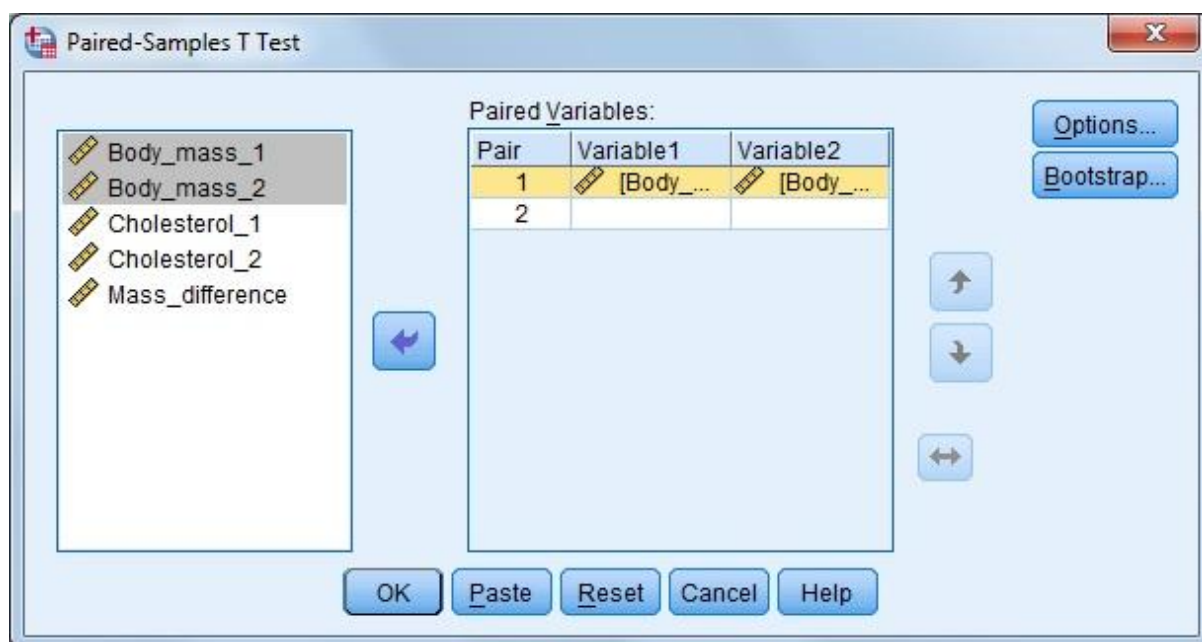 Paired-Samples T Test
Body_mass_1
Body_mass_2
Cholesterol_1
Cholesterol_2
Mass_difference
Paired Variables:
Pair Variable1 Variable2
1 [Body_... [Body_...
2
Options...
Bootstrap...
OK Paste Reset Cancel Help